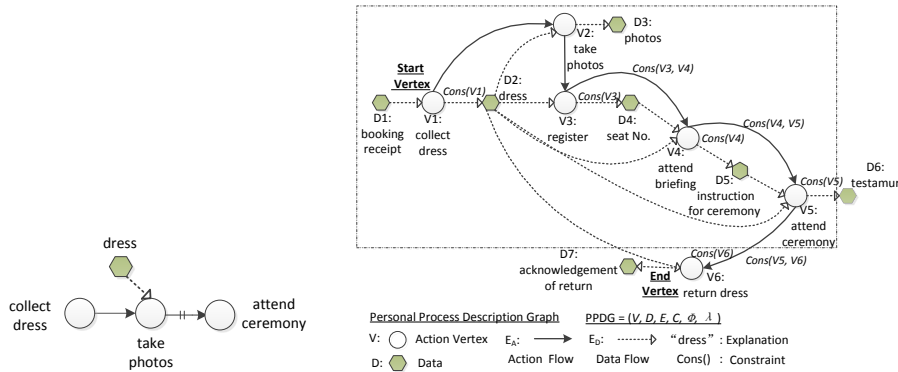 dress
collect
dress
take
photos
attend
ceremony
V2:
take
photos
D3:
photos
Start
Vertex
Cons(V1)
D2:
dress
Cons(V3)
Cons(V3, V4)
D1:
booking
receipt
V1:
collect
dress
V3:
register
D4:
seat No.
Cons(V4, V5)
Cons(V4)
V4:
attend
briefing
D5:
instruction
for ceremony
Cons(V5)
D6:
testamur
V5:
attend
ceremony
D7:
acknowledgement
of return
Cons(V6)
Cons(V5, V6)
End
Vertex
V6:
return dress
Personal Process Description Graph
PPDG = (V, D, E, C, Φ, λ )
V: Action Vertex
EA: Action Flow
ED: Data Flow
"dress" : Explanation
D: Data
Cons() : Constraint